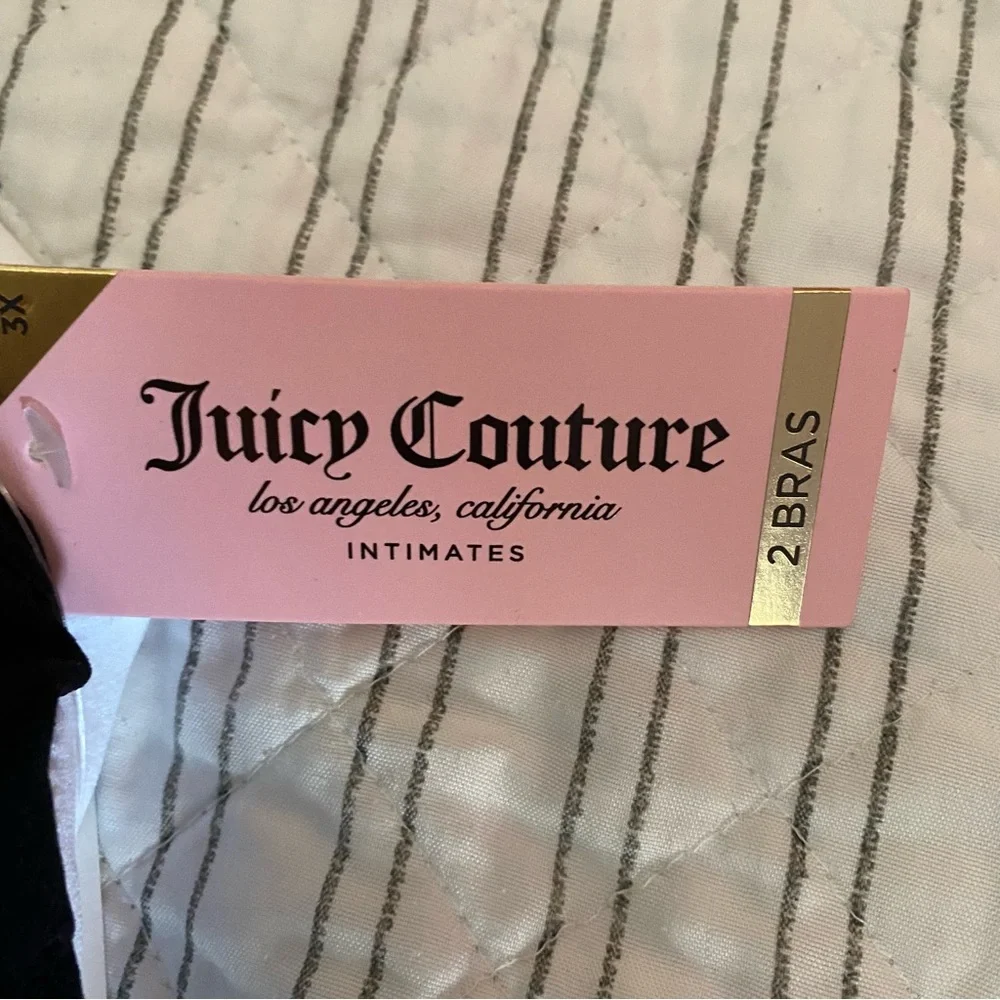 3X
Juicy Couture
los angeles, california
INTIMATES
2 BRAS